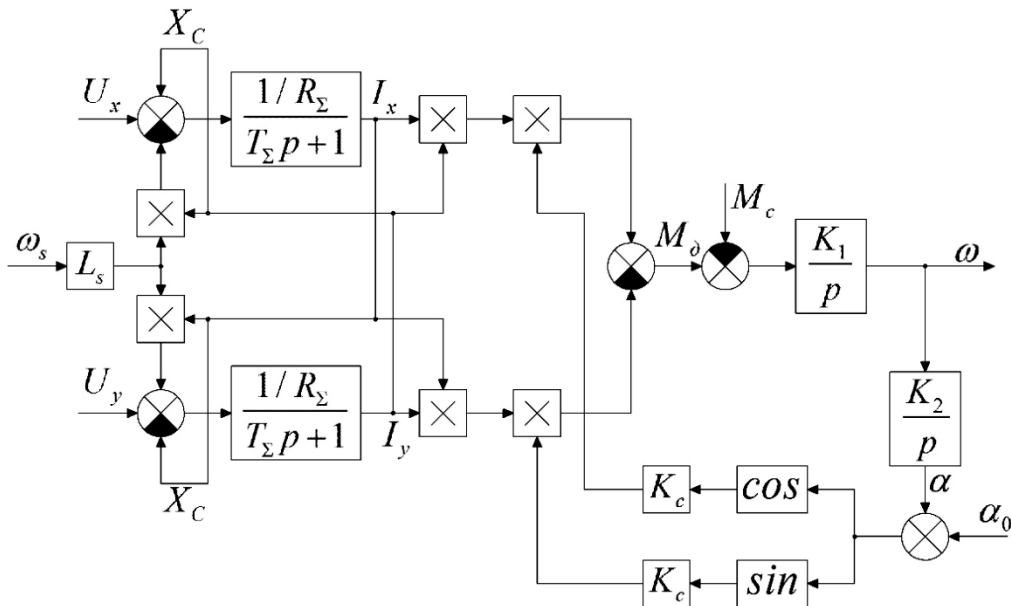 X_C
U_x
1 / R_Σ
T_Σ p + 1
I_x
×
×
M_c
×
ω_s
L_s
M_∂
K_1
p
ω
×
U_y
1 / R_Σ
T_Σ p + 1
I_y
×
×
K_2
p
X_C
K_c
cos
α
α_0
K_c
sin